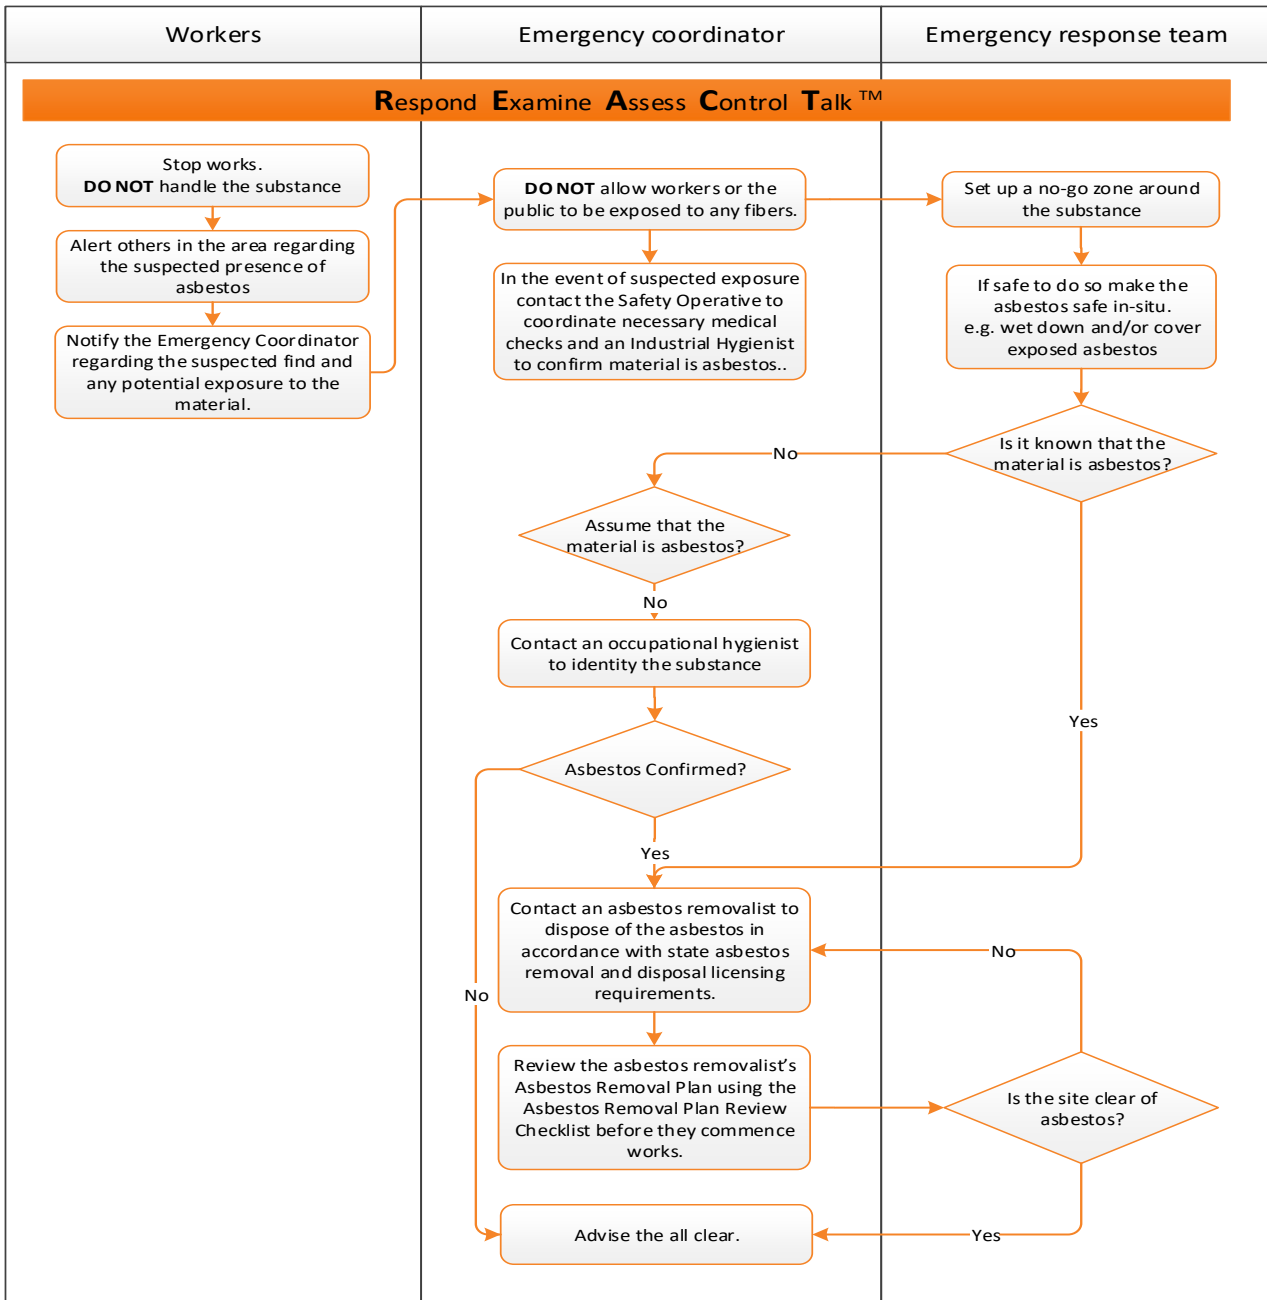 Workers
Emergency coordinator
Emergency response team
Respond Examine Assess Control Talk™
Stop works.
DO NOT handle the substance
Alert others in the area regarding
the suspected presence of
asbestos
Notify the Emergency Coordinator
regarding the suspected find and
any potential exposure to the
material.
DO NOT allow workers or the
public to be exposed to any fibers.
In the event of suspected exposure
contact the Safety Operative to
coordinate necessary medical
checks and an Industrial Hygienist
to confirm material is asbestos..
Set up a no-go zone around
the substance
If safe to do so make the
asbestos safe in-situ.
e.g. wet down and/or cover
exposed asbestos
Is it known that the
material is asbestos?
No
Assume that the
material is asbestos?
No
Contact an occupational hygienist
to identity the substance
Yes
Asbestos Confirmed?
Yes
No
Contact an asbestos removalist to
dispose of the asbestos in
accordance with state asbestos
removal and disposal licensing
requirements.
No
Review the asbestos removalist's
Asbestos Removal Plan using the
Asbestos Removal Plan Review
Checklist before they commence
works.
Is the site clear of
asbestos?
Yes
Advise the all clear.